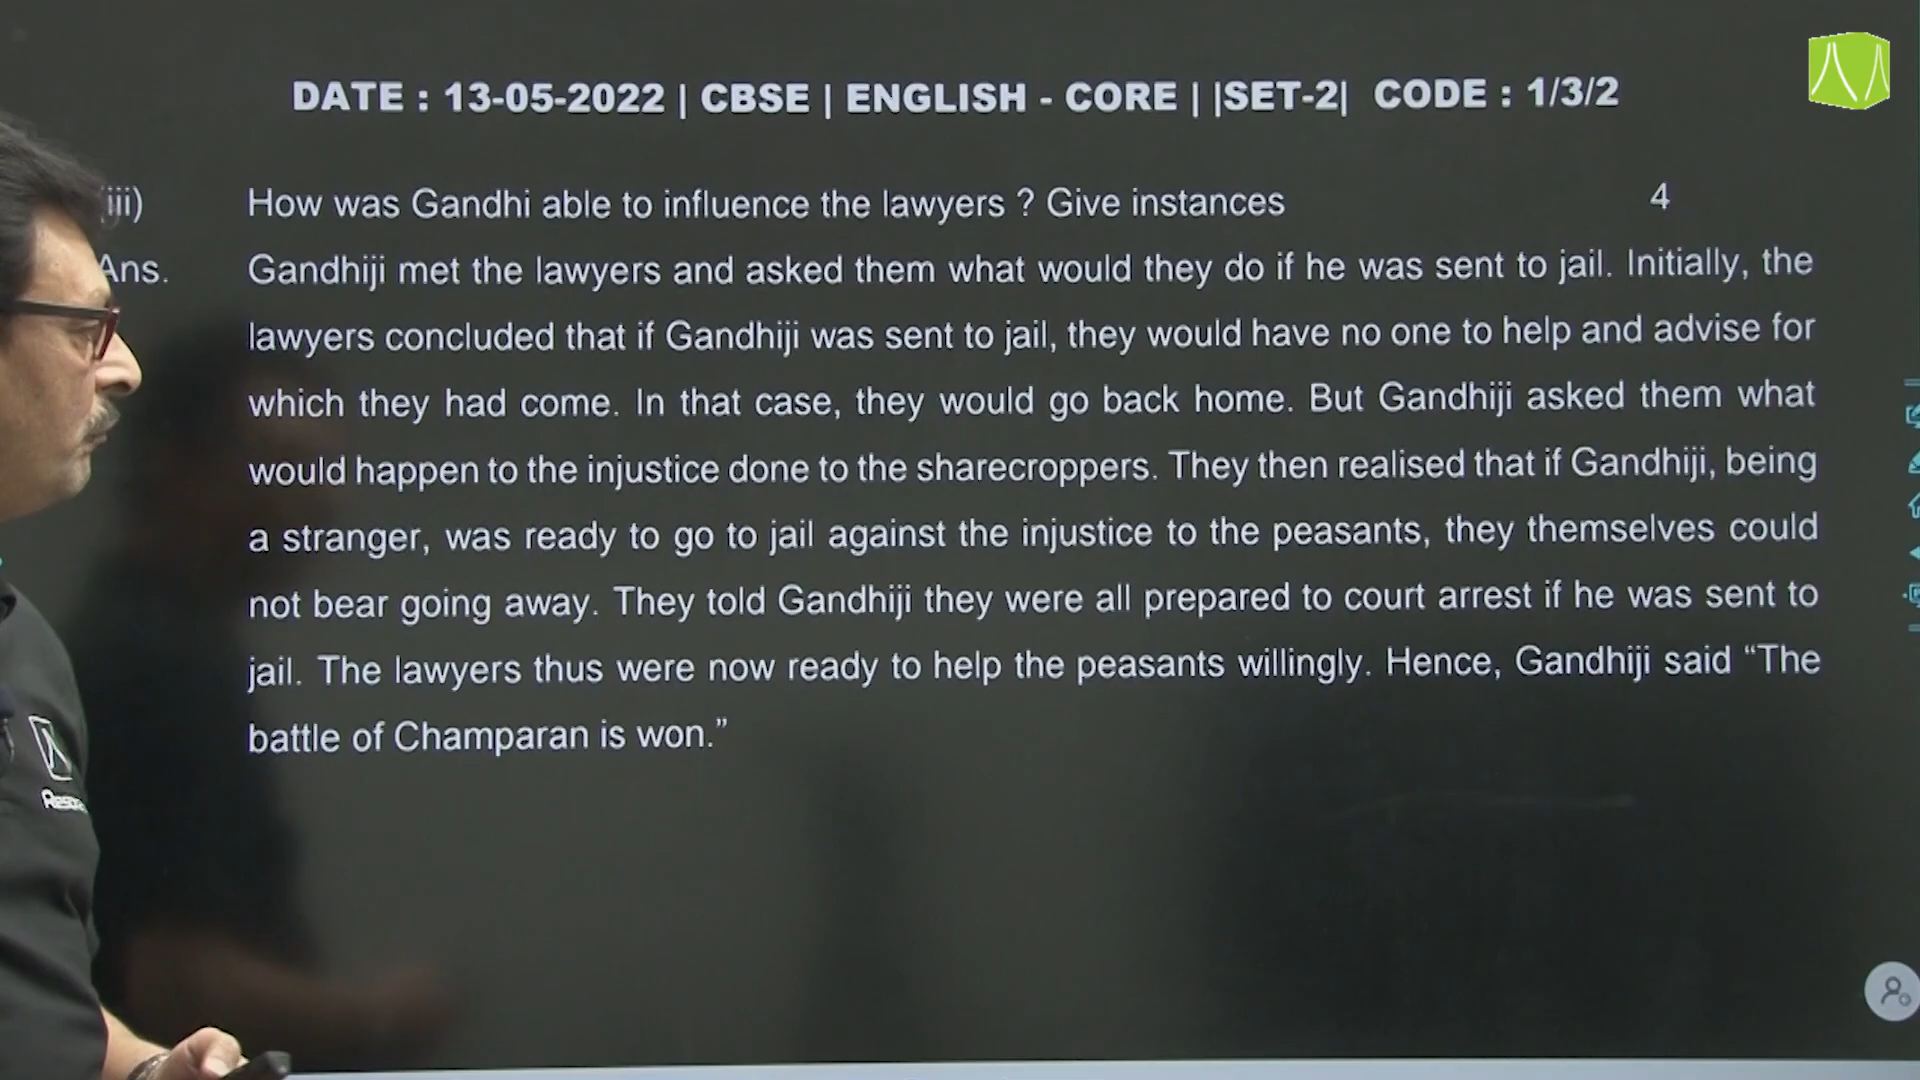 DATE : 13-05-2022 | CBSE | ENGLISH - CORE | |SET-2| CODE : 1/3/2
iii) How was Gandhi able to influence the lawyers ? Give instances 4
Ans. Gandhiji met the lawyers and asked them what would they do if he was sent to jail. Initially, the
lawyers concluded that if Gandhiji was sent to jail, they would have no one to help and advise for
which they had come. In that case, they would go back home. But Gandhiji asked them what
would happen to the injustice done to the sharecroppers. They then realised that if Gandhiji, being
a stranger, was ready to go to jail against the injustice to the peasants, they themselves could
not bear going away. They told Gandhiji they were all prepared to court arrest if he was sent to
jail. The lawyers thus were now ready to help the peasants willingly. Hence, Gandhiji said “The
battle of Champaran is won.”